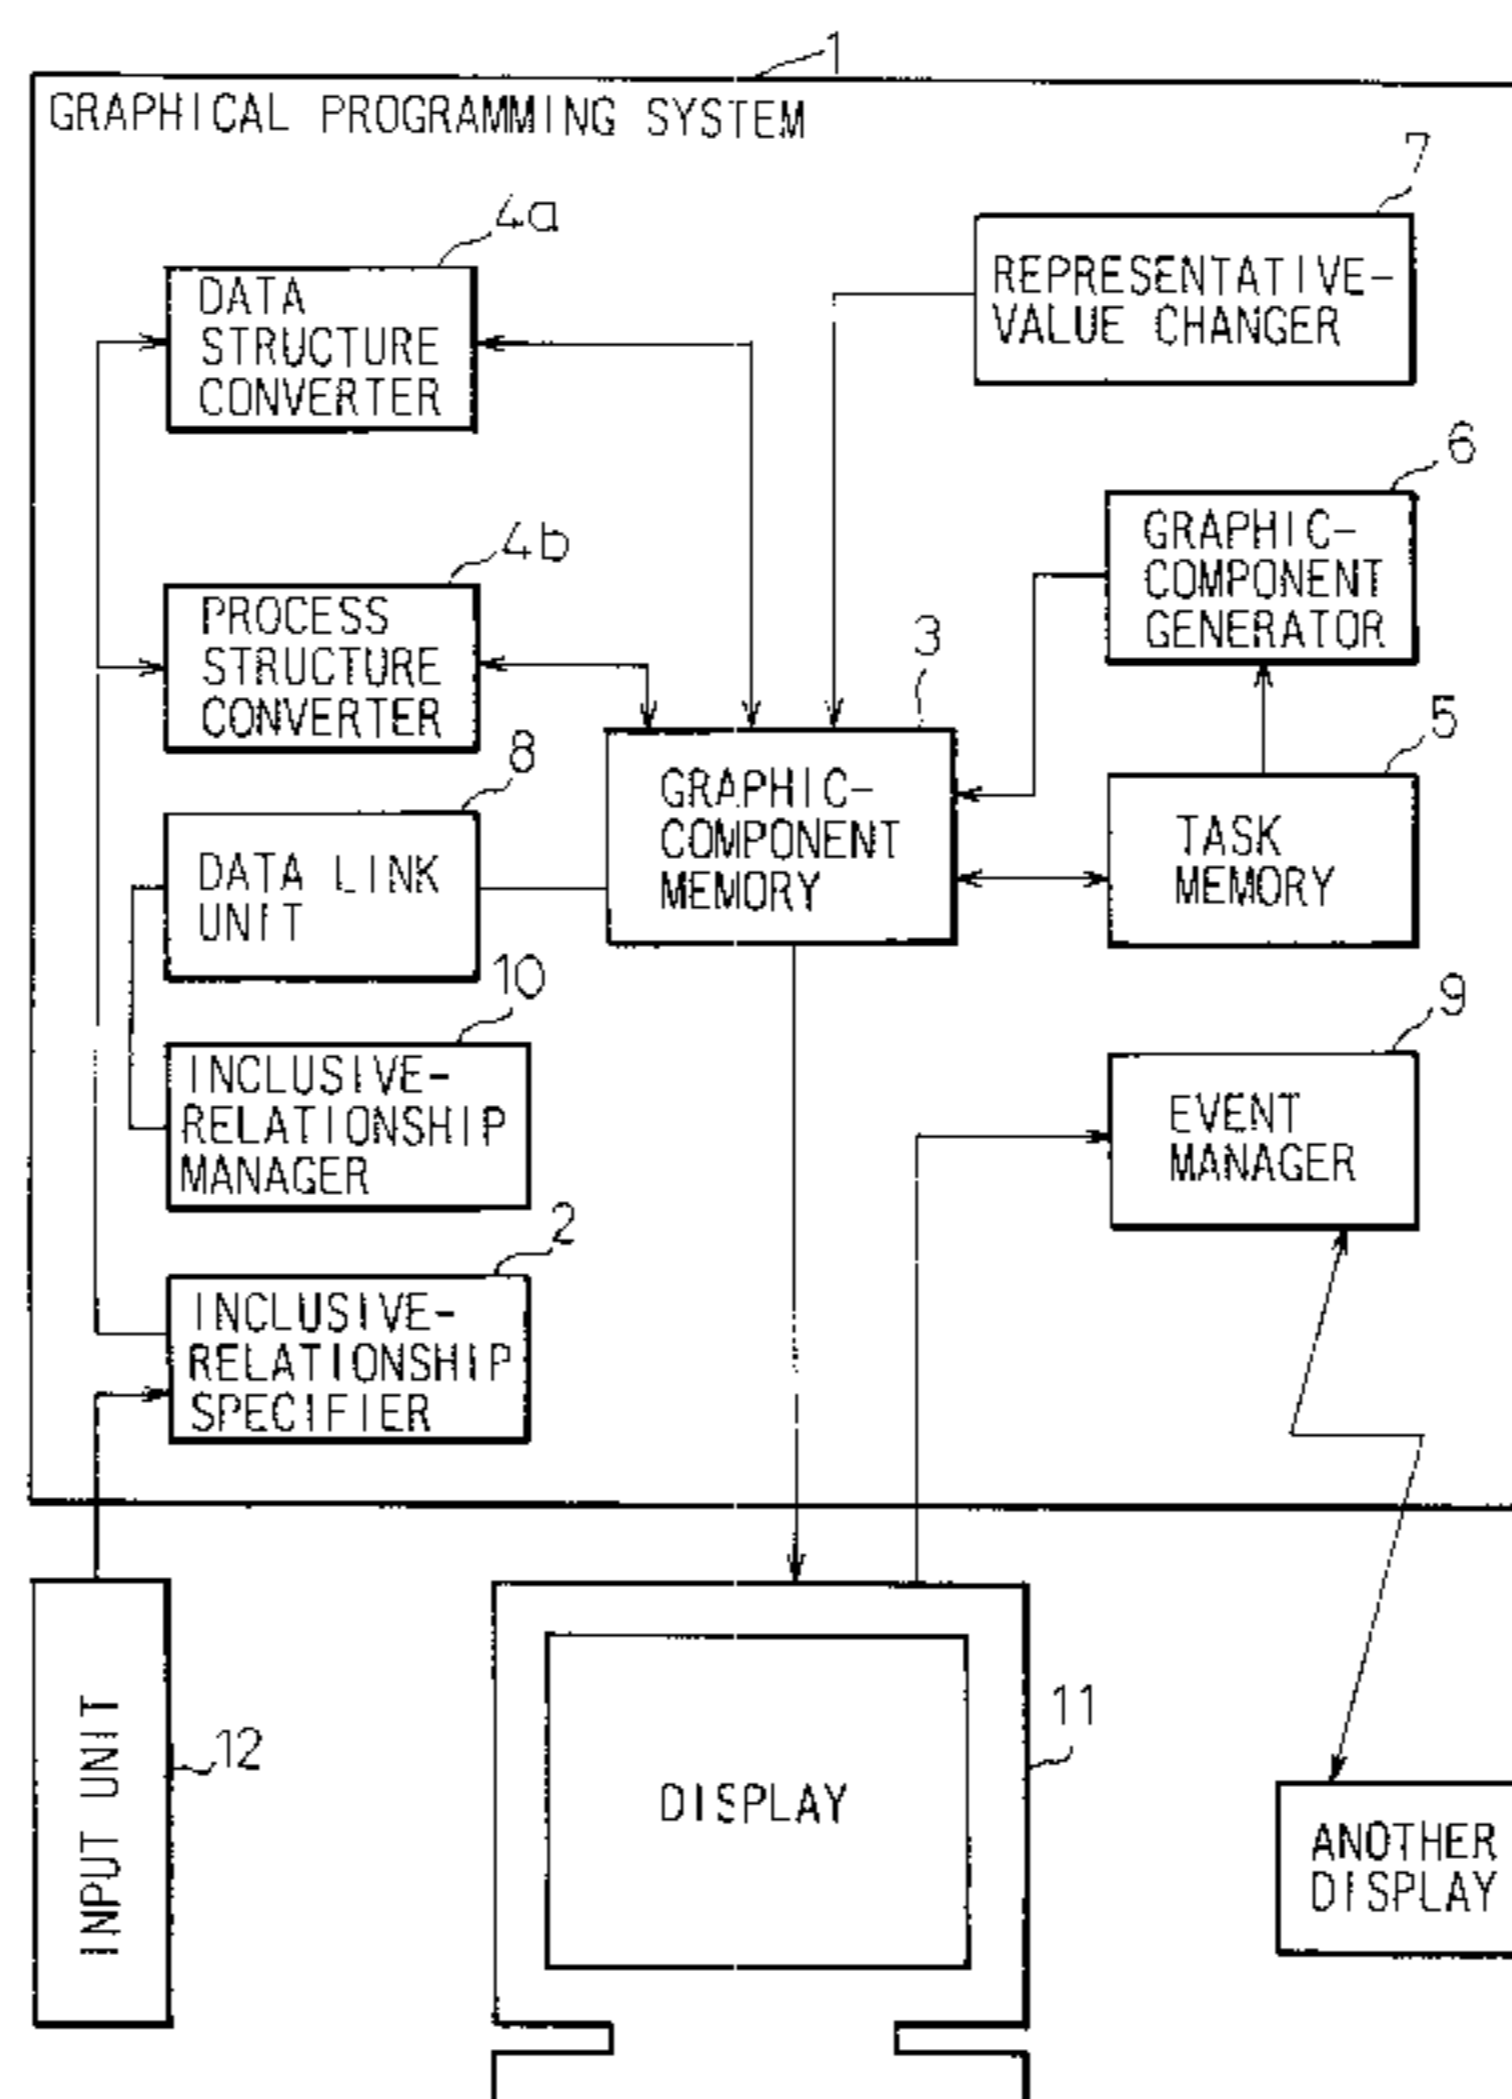 1
GRAPHICAL PROGRAMMING SYSTEM
7
4a
REPRESENTATIVE-
VALUE CHANGER
DATA
STRUCTURE
CONVERTER
6
GRAPHIC-
COMPONENT
GENERATOR
4b
PROCESS
STRUCTURE
CONVERTER
3
5
8
GRAPHIC-
COMPONENT
MEMORY
TASK
MEMORY
DATA LINK
UNIT
10
9
INCLUSIVE-
RELATIONSHIP
MANAGER
EVENT
MANAGER
2
INCLUSIVE-
RELATIONSHIP
SPECIFIER
11
12
INPUT UNIT
DISPLAY
ANOTHER
DISPLAY